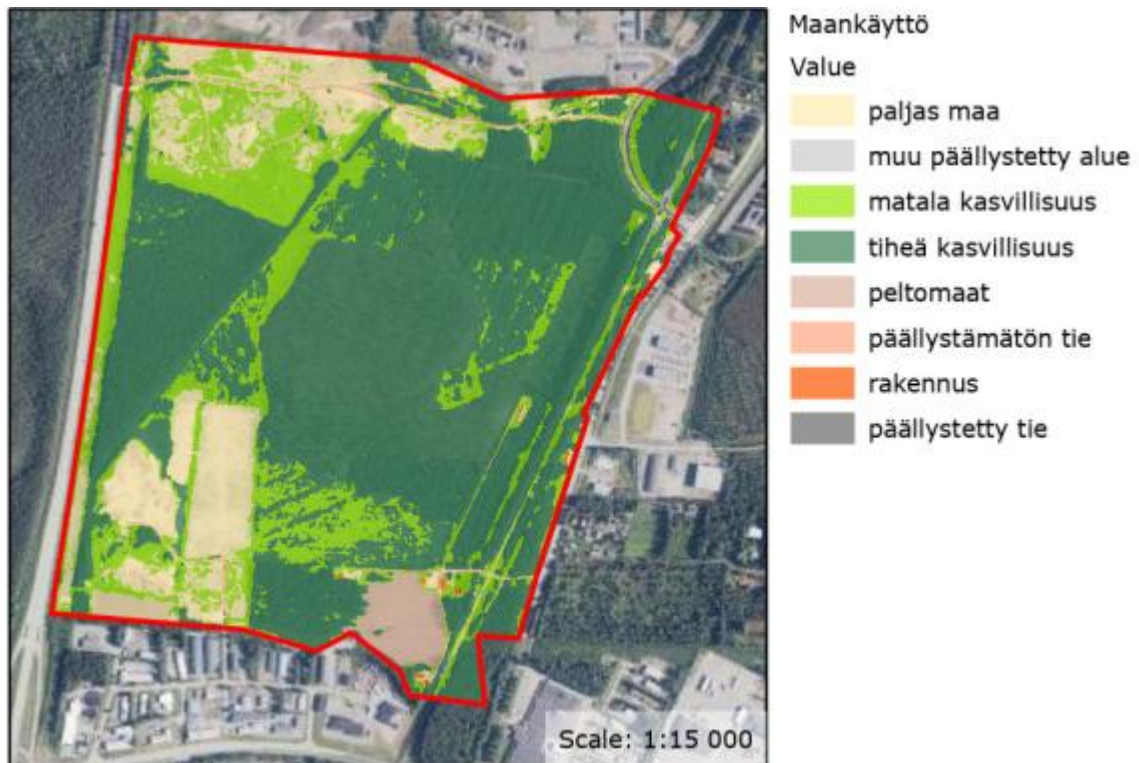 Maankäyttö
Value
paljas maa
muu päällystetty alue
matala kasvillisuus
tiheä kasvillisuus
peltomaat
päällystämätön tie
rakennus
päällystetty tie
Scale: 1:15 000